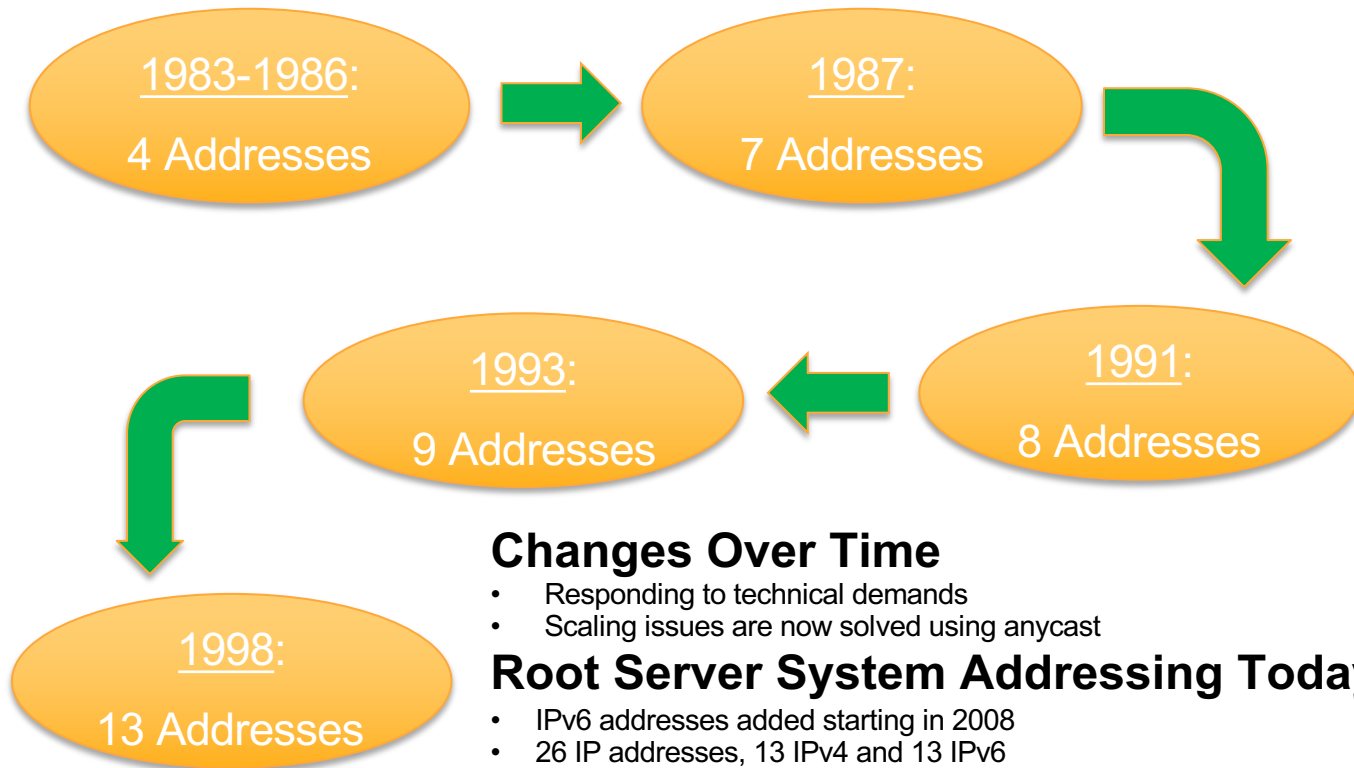 1983-1986:
4 Addresses
1987:
7 Addresses
1991:
8 Addresses
1993:
9 Addresses
1998:
13 Addresses
Changes Over Time
• Responding to technical demands
• Scaling issues are now solved using anycast
Root Server System Addressing Today
• IPv6 addresses added starting in 2008
• 26 IP addresses, 13 IPv4 and 13 IPv6